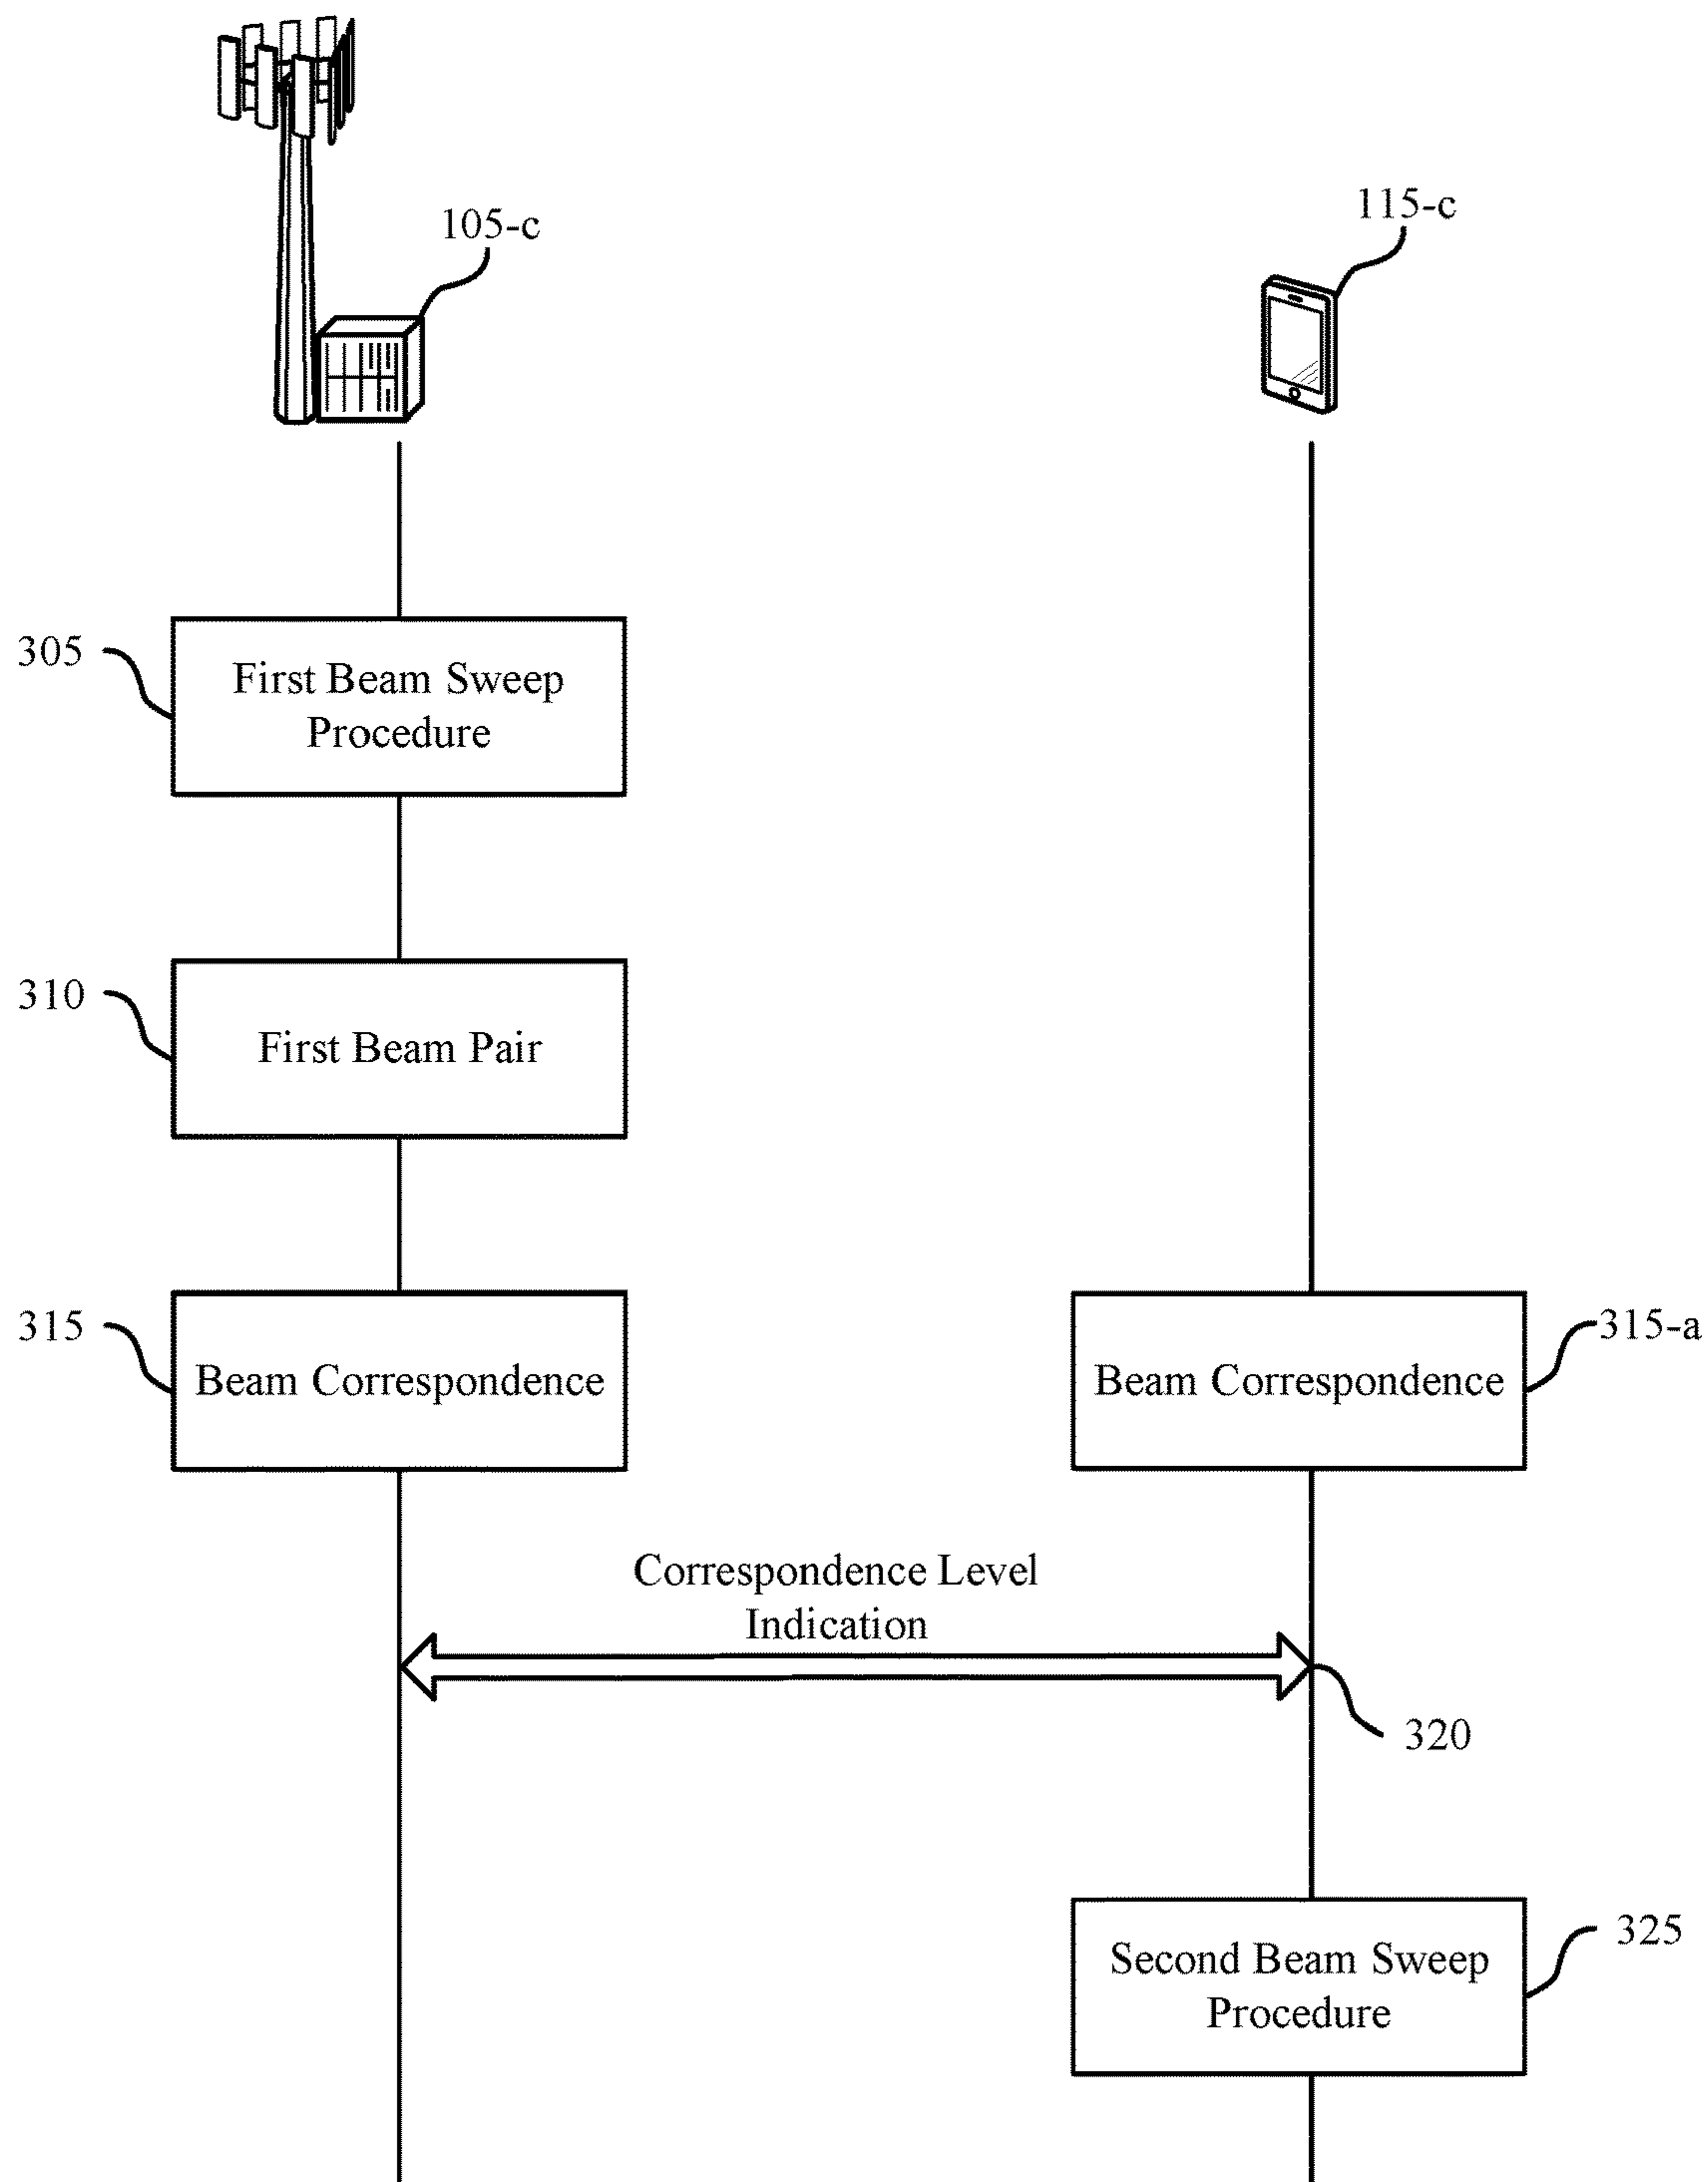 105-c
115-c
305
First Beam Sweep
Procedure
310
First Beam Pair
315
Beam Correspondence
Beam Correspondence
315-a
Correspondence Level
Indication
320
Second Beam Sweep
Procedure
325